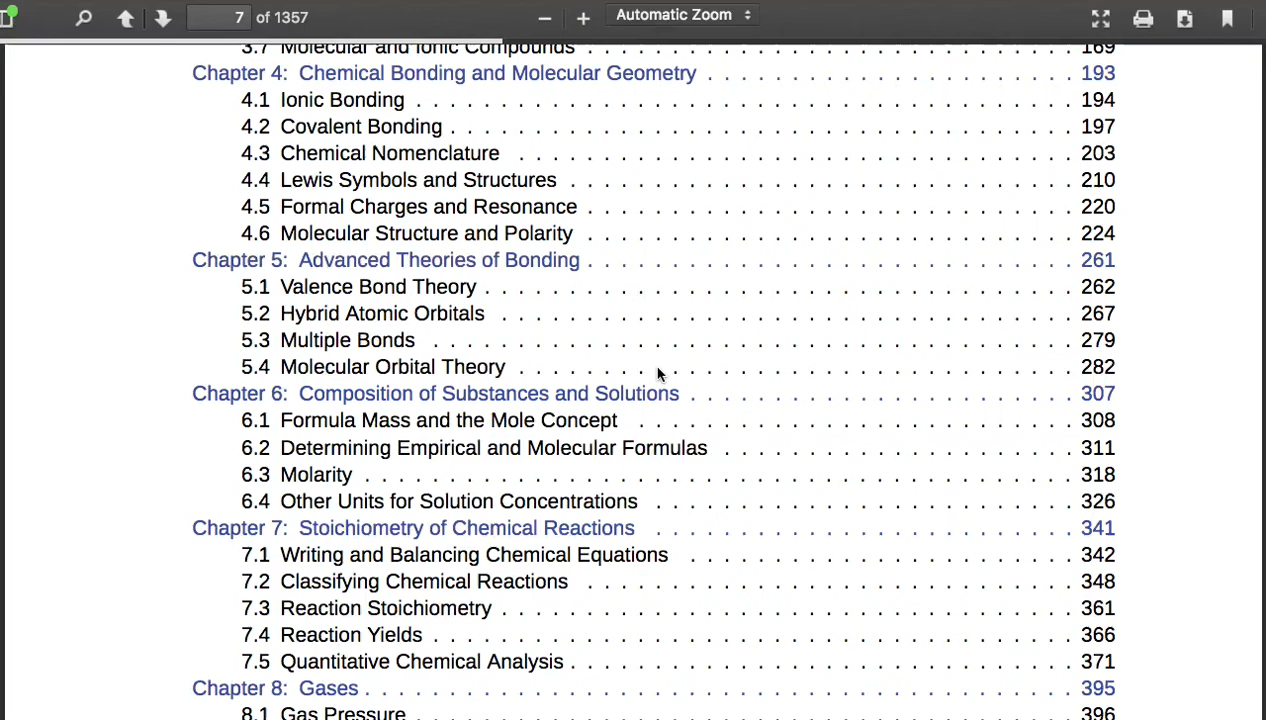 7 of 1357 Automatic Zoom
3.7 Molecular and Ionic Compounds . . . . . . . . . . . . . . . . . . . . . . . . . 169
Chapter 4: Chemical Bonding and Molecular Geometry . . . . . . . . . . . . . . . . . . . . . . 193
4.1 Ionic Bonding . . . . . . . . . . . . . . . . . . . . . . . . . . . . . . 194
4.2 Covalent Bonding . . . . . . . . . . . . . . . . . . . . . . . . . . . . 197
4.3 Chemical Nomenclature . . . . . . . . . . . . . . . . . . . . . . . . . 203
4.4 Lewis Symbols and Structures . . . . . . . . . . . . . . . . . . . . . . 210
4.5 Formal Charges and Resonance . . . . . . . . . . . . . . . . . . . . . 220
4.6 Molecular Structure and Polarity . . . . . . . . . . . . . . . . . . . . . 224
Chapter 5: Advanced Theories of Bonding . . . . . . . . . . . . . . . . . . . . . 261
5.1 Valence Bond Theory . . . . . . . . . . . . . . . . . . . . . . . . . . 262
5.2 Hybrid Atomic Orbitals . . . . . . . . . . . . . . . . . . . . . . . . . 267
5.3 Multiple Bonds . . . . . . . . . . . . . . . . . . . . . . . . . . . . 279
5.4 Molecular Orbital Theory . . . . . . . . . . . . . . . . . . . . . . . . 282
Chapter 6: Composition of Substances and Solutions . . . . . . . . . . . . . . . . . . 307
6.1 Formula Mass and the Mole Concept . . . . . . . . . . . . . . . . . . . 308
6.2 Determining Empirical and Molecular Formulas . . . . . . . . . . . . . . . 311
6.3 Molarity . . . . . . . . . . . . . . . . . . . . . . . . . . . . . . . . 318
6.4 Other Units for Solution Concentrations . . . . . . . . . . . . . . . . . . 326
Chapter 7: Stoichiometry of Chemical Reactions . . . . . . . . . . . . . . . . . . 341
7.1 Writing and Balancing Chemical Equations . . . . . . . . . . . . . . . . . 342
7.2 Classifying Chemical Reactions . . . . . . . . . . . . . . . . . . . . . 348
7.3 Reaction Stoichiometry . . . . . . . . . . . . . . . . . . . . . . . . . 361
7.4 Reaction Yields . . . . . . . . . . . . . . . . . . . . . . . . . . . . 366
7.5 Quantitative Chemical Analysis . . . . . . . . . . . . . . . . . . . . . . 371
Chapter 8: Gases . . . . . . . . . . . . . . . . . . . . . . . . . . . . . . . 395
8.1 Gas Pressure . . . . . . . . . . . . . . . . . . . . . . . . . . . . . 396